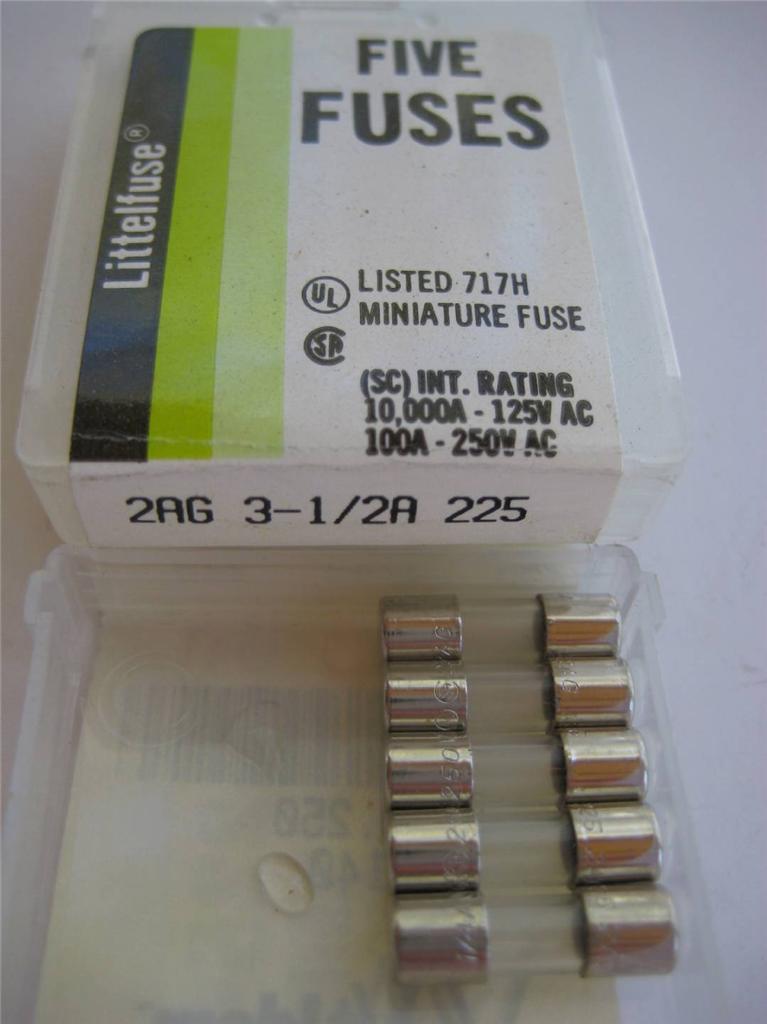 Littelfuse®
FIVE
FUSES
UL LISTED 717H
MINIATURE FUSE
(SC) INT. RATING
10,000A - 125V AC
100A - 250V AC
2AG 3-1/2A 225
250